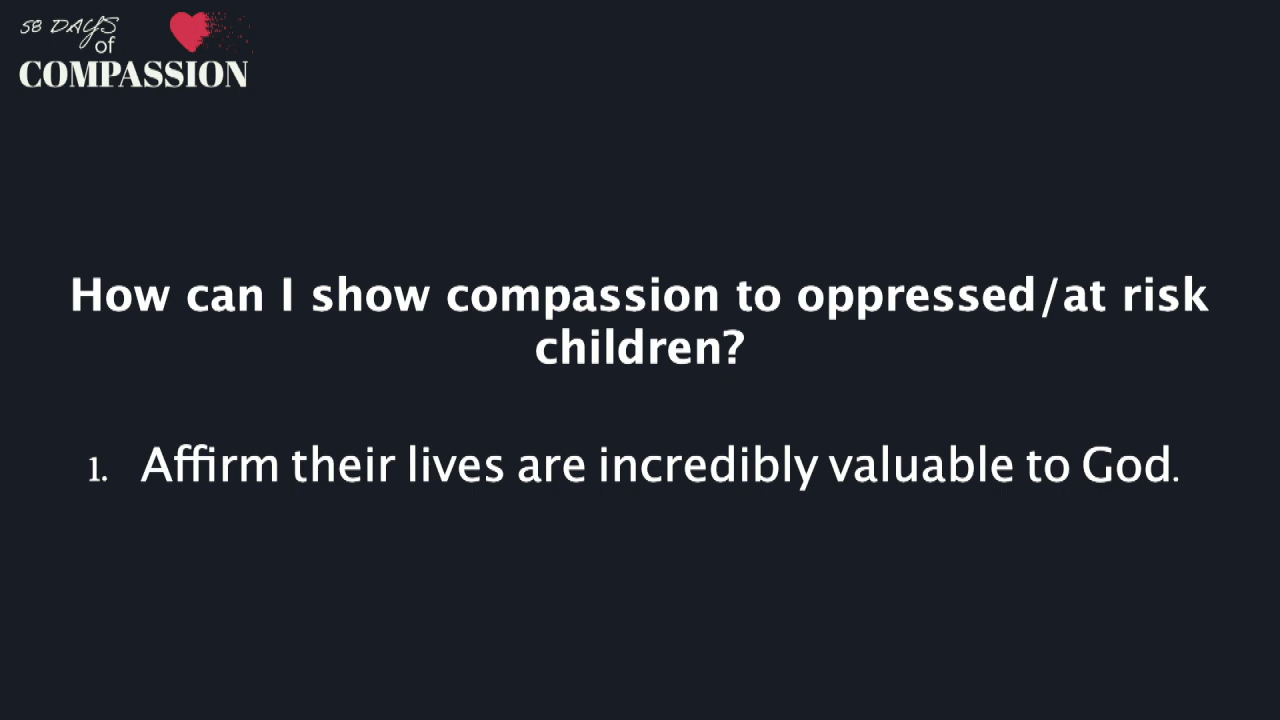 58 DAYS
of
COMPASSION
How can I show compassion to oppressed/at risk
children?
1. Affirm their lives are incredibly valuable to God.